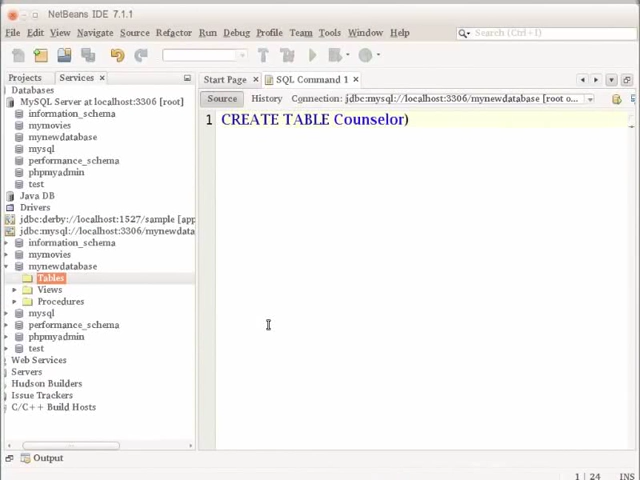 NetBeans IDE 7.1.1
File Edit View Navigate Source Refactor Run Debug Profile Team Tools Window Help
Search (Ctrl+I)
Projects Services
Start Page SQL Command 1
Databases
MySQL Server at localhost:3306 [root]
information_schema
mymovies
mynewdatabase
mysql
performance_schema
phpmyadmin
test
Java DB
Drivers
jdbc:derby://localhost:1527/sample [app
jdbc:mysql://localhost:3306/mynewdata
information_schema
mymovies
mynewdatabase
Tables
Views
Procedures
mysql
performance_schema
phpmyadmin
test
Web Services
Servers
Hudson Builders
Issue Trackers
C/C++ Build Hosts
Source History Connection: jdbc:mysql://localhost:3306/mynewdatabase [root o...
1 CREATE TABLE Counselor)
Output
1 | 24 INS